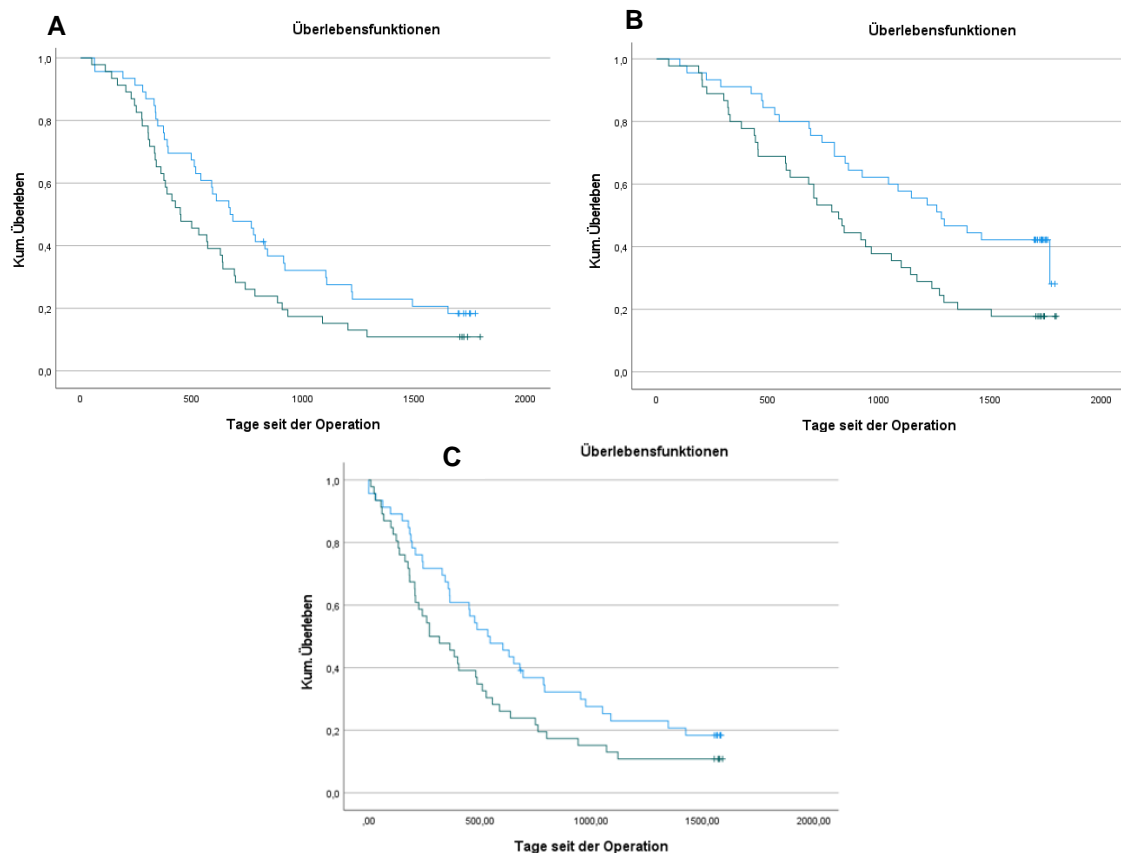 A
Überlebensfunktionen
1,0
0,8
0,6
0,4
0,2
0,0
Kum. Überleben
0 500 1000 1500 2000
Tage seit der Operation
B
Überlebensfunktionen
1,0
0,8
0,6
0,4
0,2
0,0
Kum. Überleben
0 500 1000 1500 2000
Tage seit der Operation
C
Überlebensfunktionen
1,0
0,8
0,6
0,4
0,2
0,0
Kum. Überleben
,00 500,00 1000,00 1500,00 2000,00
Tage seit der Operation